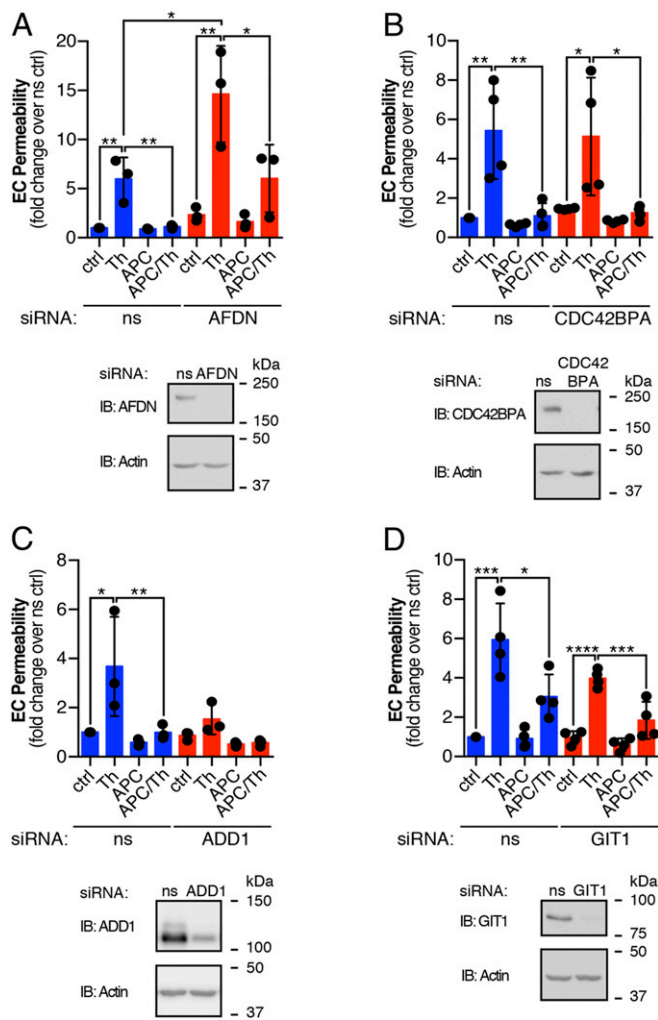 A
EC Permeability
(fold change over ns ctrl)
20
15
10
5
0
*
**
**
**
*
ctrl
Th
APC
APC/Th
ctrl
Th
APC
APC/Th
siRNA: ns AFDN
siRNA: ns AFDN kDa
IB: AFDN
250
150
IB: Actin
50
37
B
EC Permeability
(fold change over ns ctrl)
10
8
6
4
2
0
**
**
*
*
ctrl
Th
APC
APC/Th
ctrl
Th
APC
APC/Th
siRNA: ns CDC42BPA
siRNA: ns CDC42
BPA kDa
IB: CDC42BPA
250
150
IB: Actin
50
37
C
EC Permeability
(fold change over ns ctrl)
8
6
4
2
0
*
**
ctrl
Th
APC
APC/Th
ctrl
Th
APC
APC/Th
siRNA: ns ADD1
siRNA: ns ADD1 kDa
IB: ADD1
150
100
IB: Actin
50
37
D
EC Permeability
(fold change over ns ctrl)
10
8
6
4
2
0
***
*
****
***
ctrl
Th
APC
APC/Th
ctrl
Th
APC
APC/Th
siRNA: ns GIT1
siRNA: ns GIT1 kDa
IB: GIT1
100
75
IB: Actin
50
37